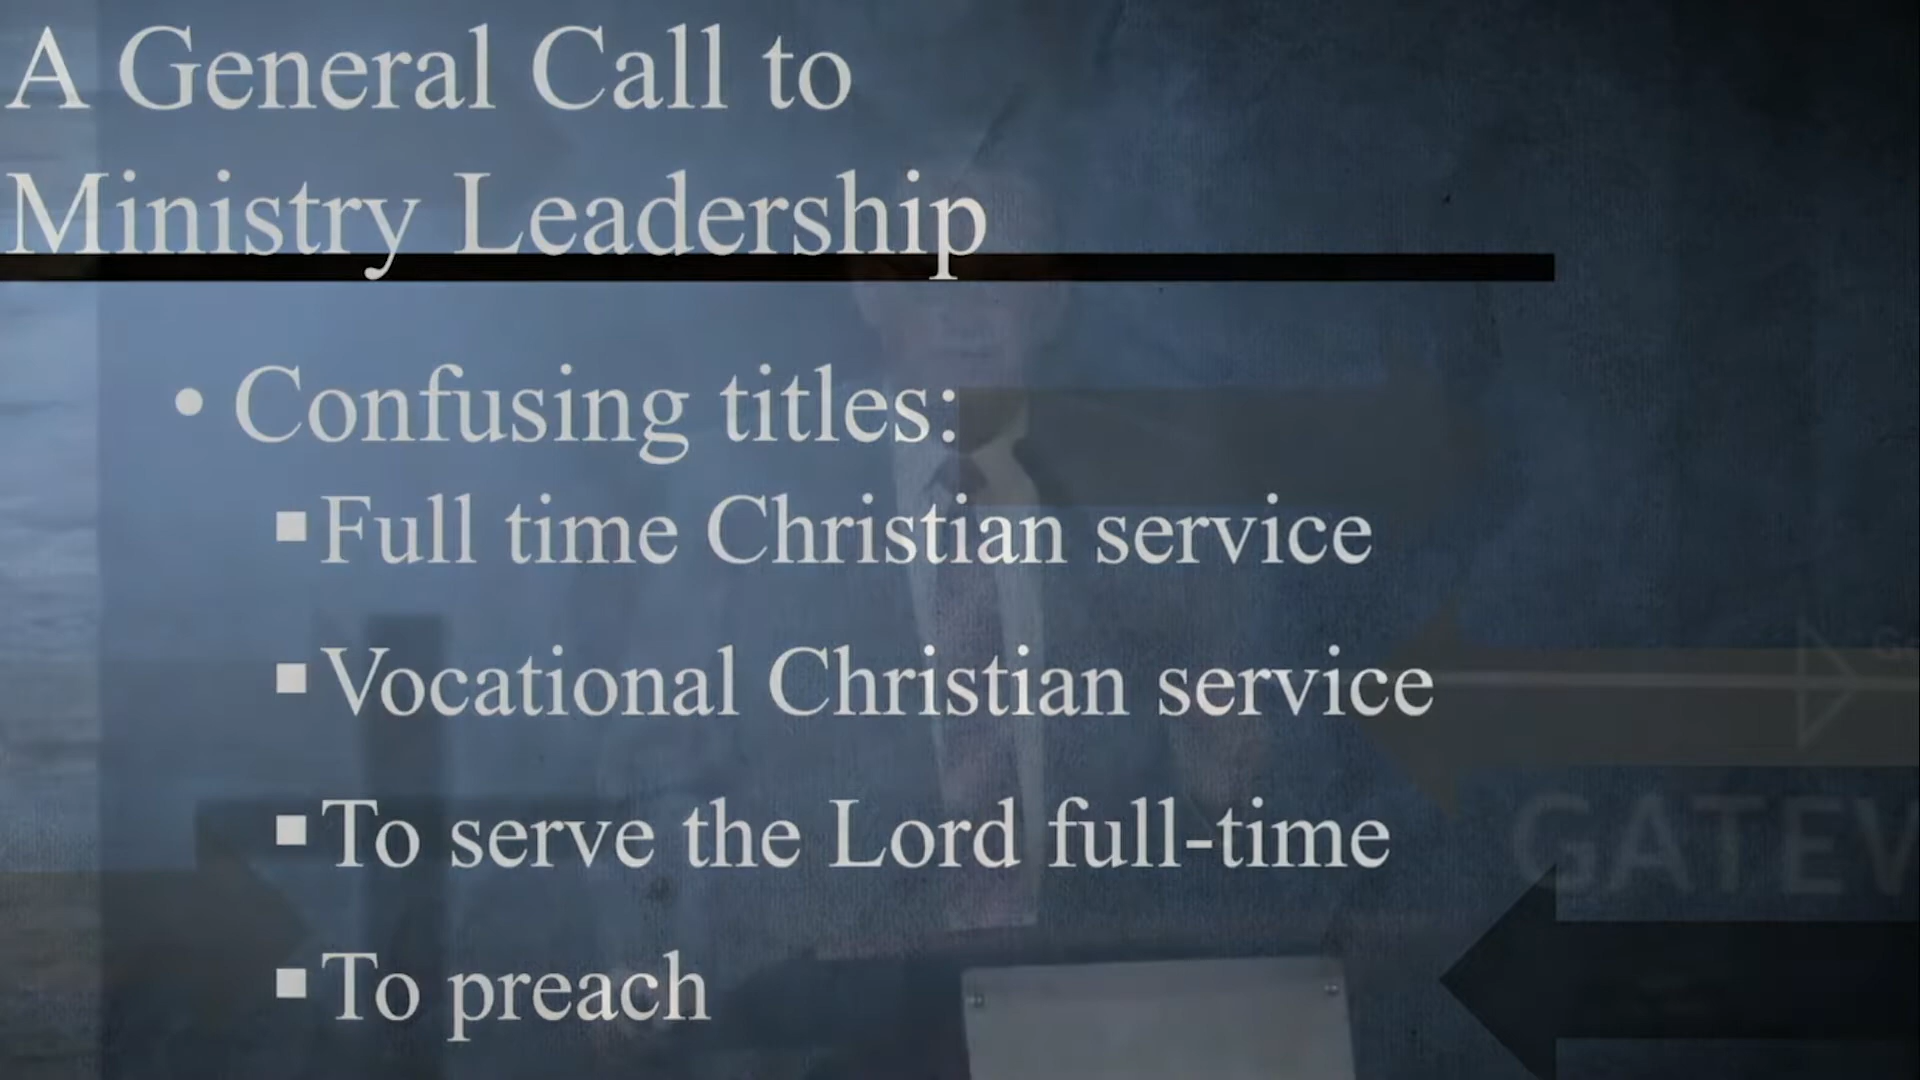 A General Call to
Ministry Leadership
• Confusing titles:
▪ Full time Christian service
▪ Vocational Christian service
▪ To serve the Lord full-time
▪ To preach
GATEW